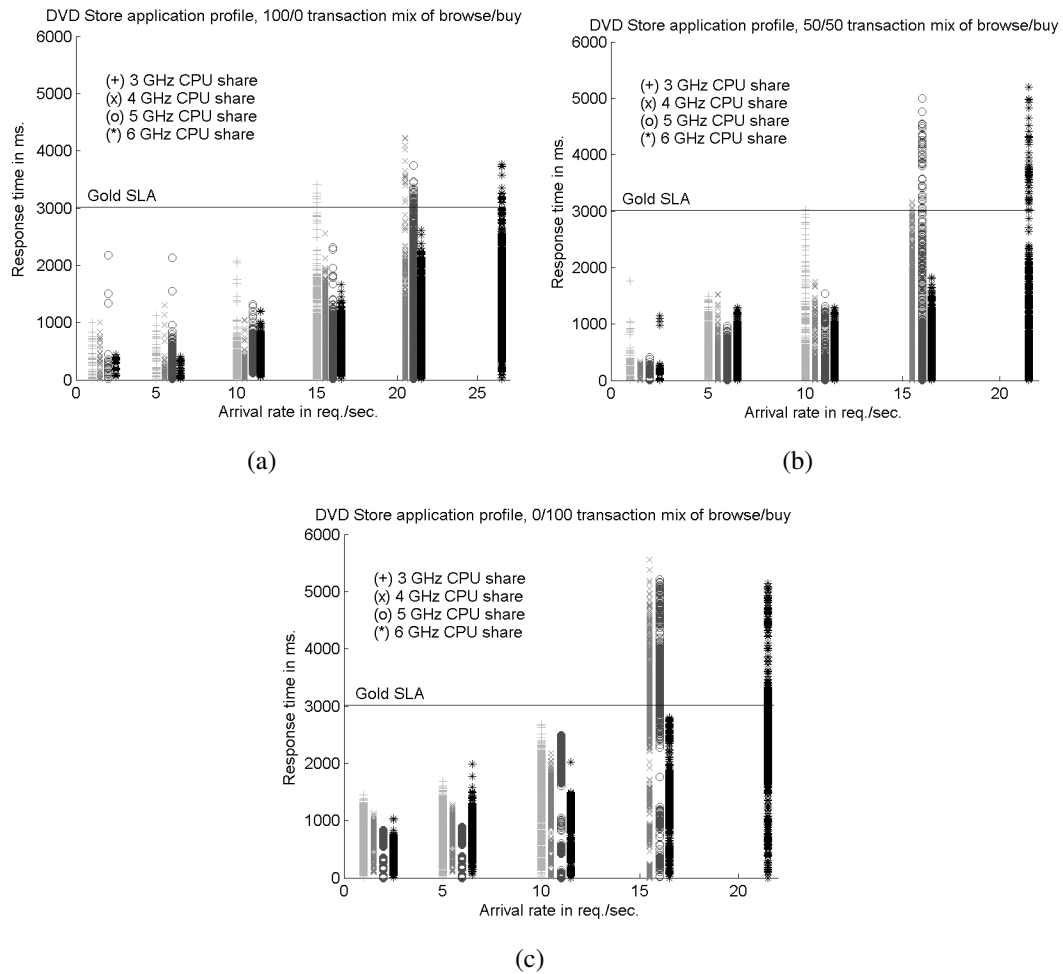 DVD Store application profile, 100/0 transaction mix of browse/buy
6000
5000
4000
3000
2000
1000
0
Response time in ms.
(+) 3 GHz CPU share
(x) 4 GHz CPU share
(o) 5 GHz CPU share
(*) 6 GHz CPU share
Gold SLA
0 5 10 15 20 25
Arrival rate in req./sec.
(a)
DVD Store application profile, 50/50 transaction mix of browse/buy
6000
5000
4000
3000
2000
1000
0
Response time in ms.
(+) 3 GHz CPU share
(x) 4 GHz CPU share
(o) 5 GHz CPU share
(*) 6 GHz CPU share
Gold SLA
0 5 10 15 20
Arrival rate in req./sec.
(b)
DVD Store application profile, 0/100 transaction mix of browse/buy
6000
5000
4000
3000
2000
1000
0
Response time in ms.
(+) 3 GHz CPU share
(x) 4 GHz CPU share
(o) 5 GHz CPU share
(*) 6 GHz CPU share
Gold SLA
0 5 10 15 20
Arrival rate in req./sec.
(c)